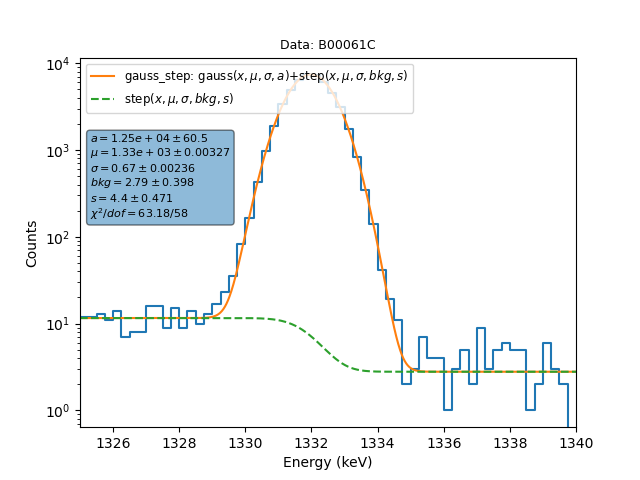 Data: B00061C
gauss_step: gauss(x, μ, σ, a)+step(x, μ, σ, bkg, s)
step(x, μ, σ, bkg, s)
a = 1.25e + 04 ± 60.5
μ = 1.33e + 03 ± 0.00327
σ = 0.67 ± 0.00236
bkg = 2.79 ± 0.398
s = 4.4 ± 0.471
χ²/dof = 63.18/58
10⁴
10³
10²
10¹
10⁰
Counts
1326 1328 1330 1332 1334 1336 1338 1340
Energy (keV)